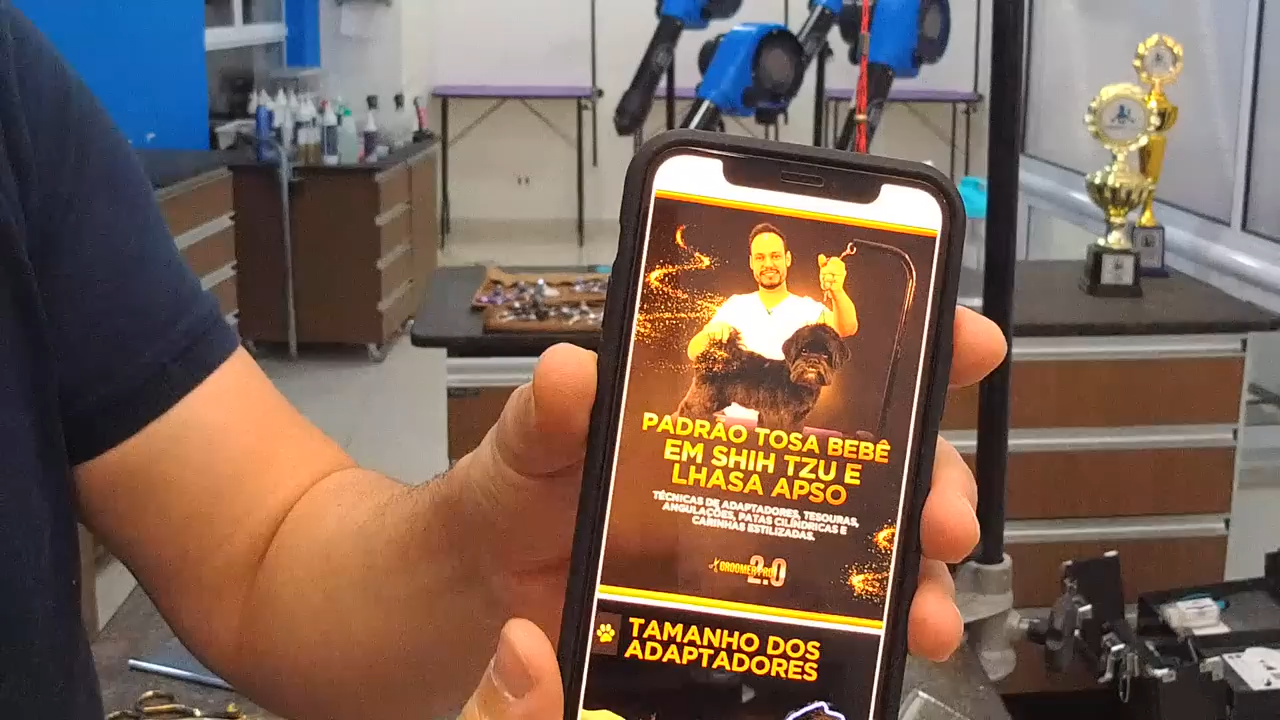 PADRÃO TOSA BEBÊ
EM SHIH TZU E
LHASA APSO
TÉCNICAS DE ADAPTADORES, TESOURAS,
ANGULAÇÕES, PATAS CILÍNDRICAS E
CARINHAS ESTILIZADAS.
GROOMER PRO
2.0
TAMANHO DOS
ADAPTADORES